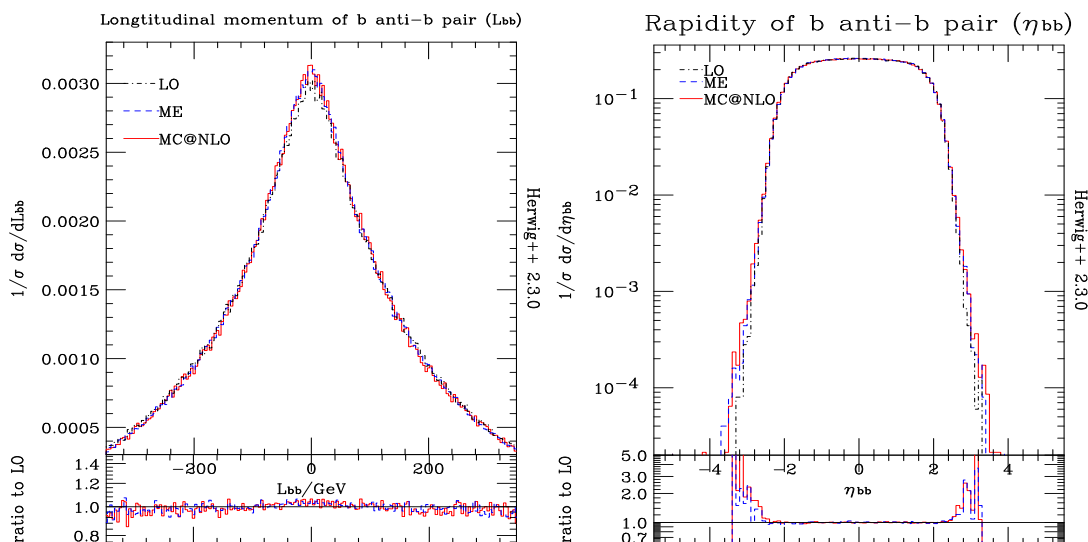 Longtitudinal momentum of b anti−b pair (Lbb)
LO
ME
MC@NLO
0.0030
0.0025
0.0020
0.0015
0.0010
0.0005
1/σ dσ/dLbb
Herwig++ 2.3.0
−200
0
200
Lbb/GeV
1.4
1.2
1.0
0.8
ratio to LO
Rapidity of b anti−b pair (ηbb)
LO
ME
MC@NLO
10−1
10−2
10−3
10−4
1/σ dσ/dηbb
Herwig++ 2.3.0
−4
−2
0
2
4
ηbb
5.0
3.0
2.0
1.0
0.7
ratio to LO